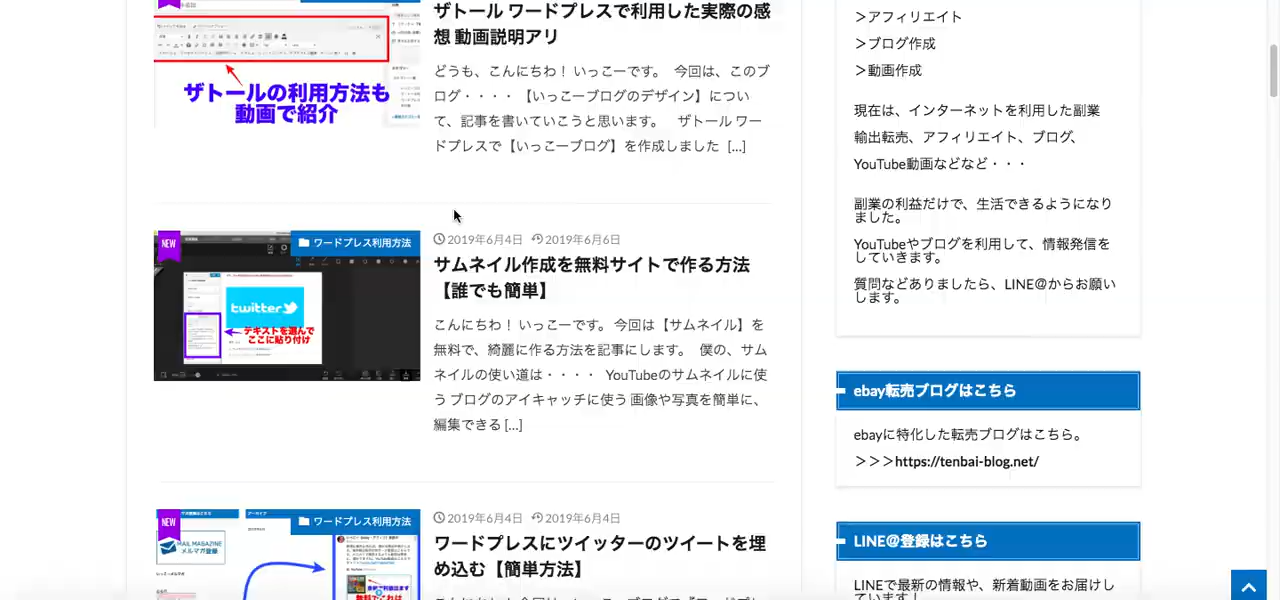 ザトール ワードプレスで利用した実際の感
想 動画説明アリ
どうも、こんにちわ！ いっこーです。 今回は、このブ
ログ・・・・ 【いっこーブログのデザイン】につい
て、記事を書いていこうと思います。 ザトール ワー
ドプレスで【いっこーブログ】を作成しました [...]
ザトールの利用方法も
動画で紹介
NEW
ワードプレス利用方法
twitter
テキストを選んで
ここに貼り付け
2019年6月4日 2019年6月6日
サムネイル作成を無料サイトで作る方法
【誰でも簡単】
こんにちわ！ いっこーです。 今回は【サムネイル】を
無料で、綺麗に作る方法を記事にします。 僕の、サム
ネイルの使い道は・・・・ YouTubeのサムネイルに使
う ブログのアイキャッチに使う 画像や写真を簡単に、
編集できる [...]
NEW
ワードプレス利用方法
MAIL MAGAZINE
メルマガ登録
2019年6月4日 2019年6月4日
ワードプレスにツイッターのツイートを埋
め込む【簡単方法】
＞アフィリエイト
＞ブログ作成
＞動画作成
現在は、インターネットを利用した副業
輸出転売、アフィリエイト、ブログ、
YouTube動画などなど・・・
副業の利益だけで、生活できるようになり
ました。
YouTubeやブログを利用して、情報発信を
していきます。
質問などありましたら、LINE@からお願い
します。
ebay転売ブログはこちら
ebayに特化した転売ブログはこちら。
＞＞＞https://tenbai-blog.net/
LINE@登録はこちら
LINEで最新の情報や、新着動画をお届けし
ています！